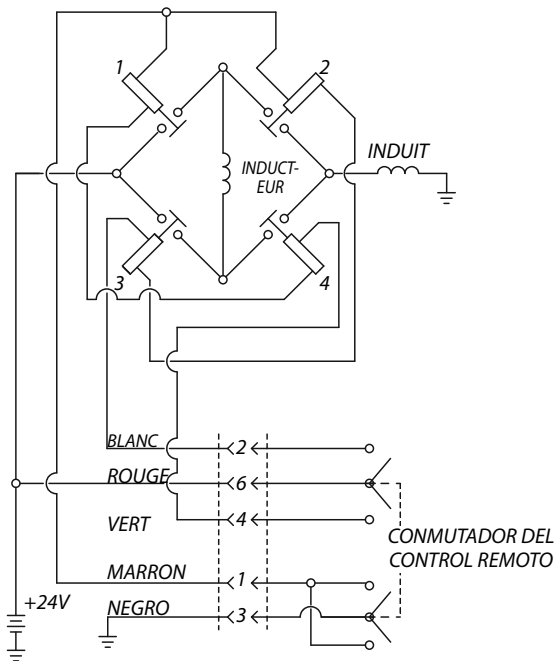 1
2
INDUCT-
EUR
INDUIT
3
4
BLANC
2
ROUGE
6
VERT
4
CONMUTADOR DEL
CONTROL REMOTO
MARRON
1
+24V
NEGRO
3